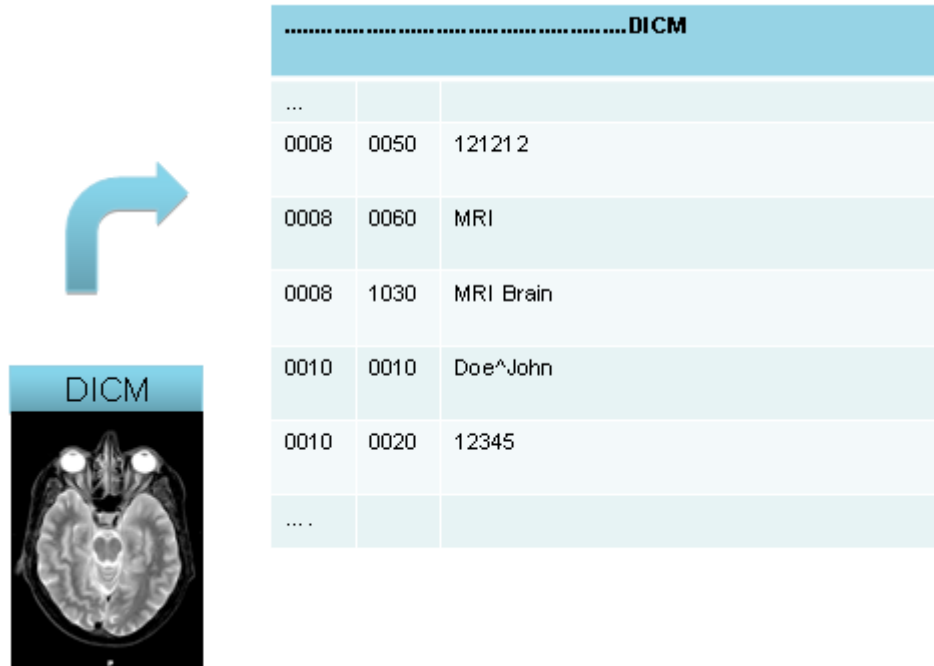 ................................................DICM
...
0008 0050 121212
0008 0060 MRI
0008 1030 MRI Brain
0010 0010 Doe^John
0010 0020 12345
....
DICM